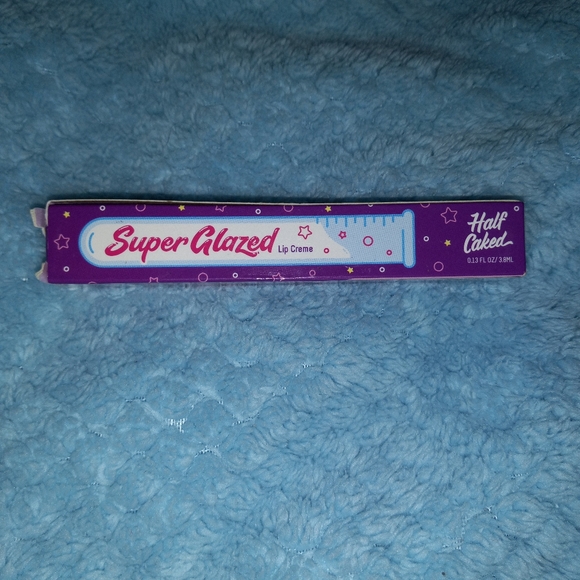 Super Glazed
Lip Creme
Half
Caked
0.13 FL OZ/ 3.8ML